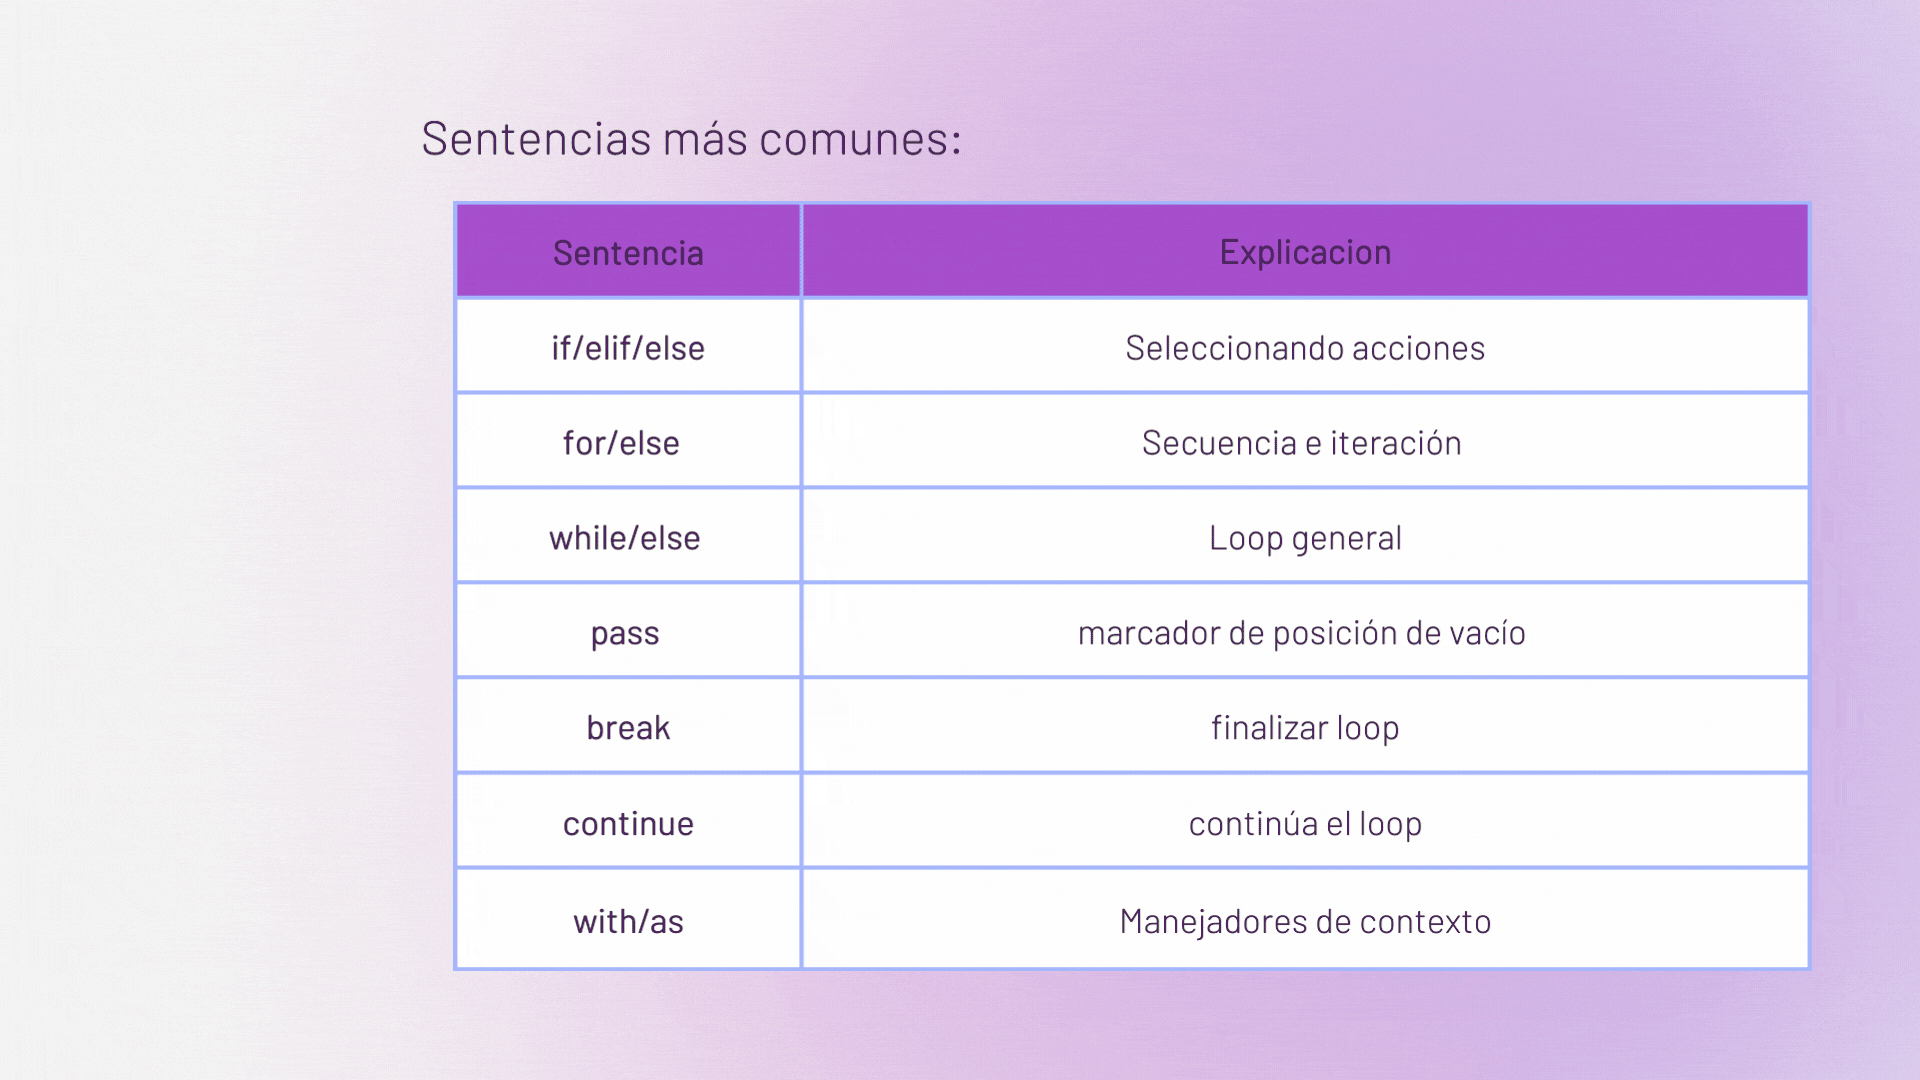 Sentencias más comunes:
Sentencia Explicacion
if/elif/else Seleccionando acciones
for/else Secuencia e iteración
while/else Loop general
pass marcador de posición de vacío
break finalizar loop
continue continúa el loop
with/as Manejadores de contexto